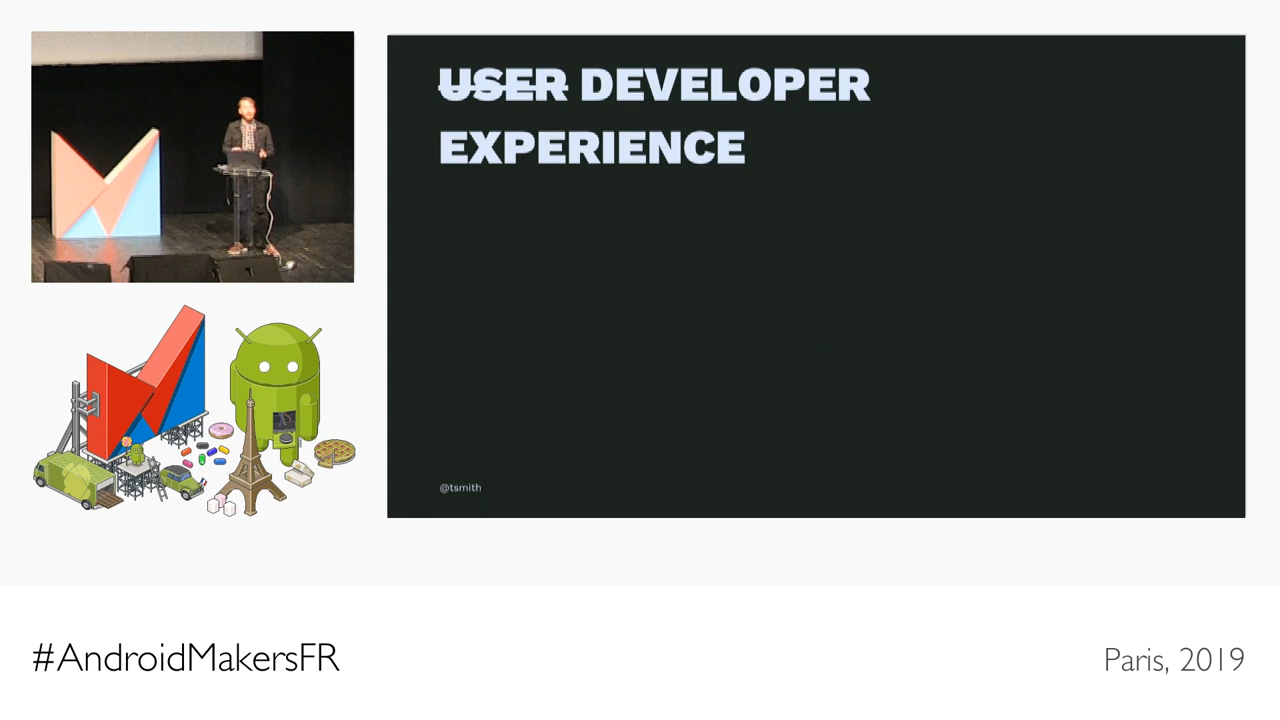 USER DEVELOPER
EXPERIENCE
@tsmith
#AndroidMakersFR
Paris, 2019